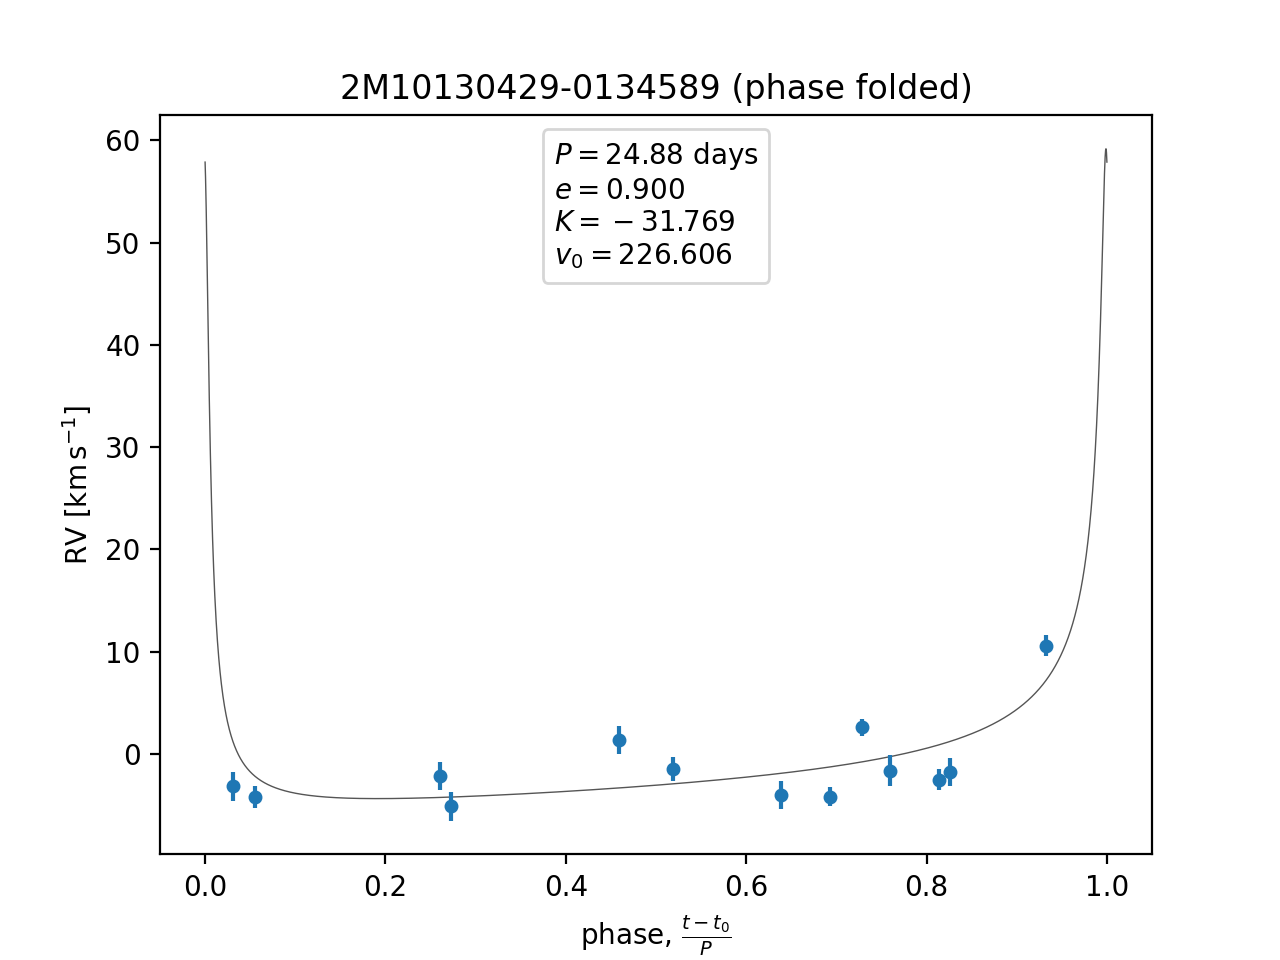 2M10130429-0134589 (phase folded)
P = 24.88 days
e = 0.900
K = − 31.769
v₀ = 226.606
RV [km s⁻¹]
60
50
40
30
20
10
0
0.0 0.2 0.4 0.6 0.8 1.0
phase, (t − t₀)/P